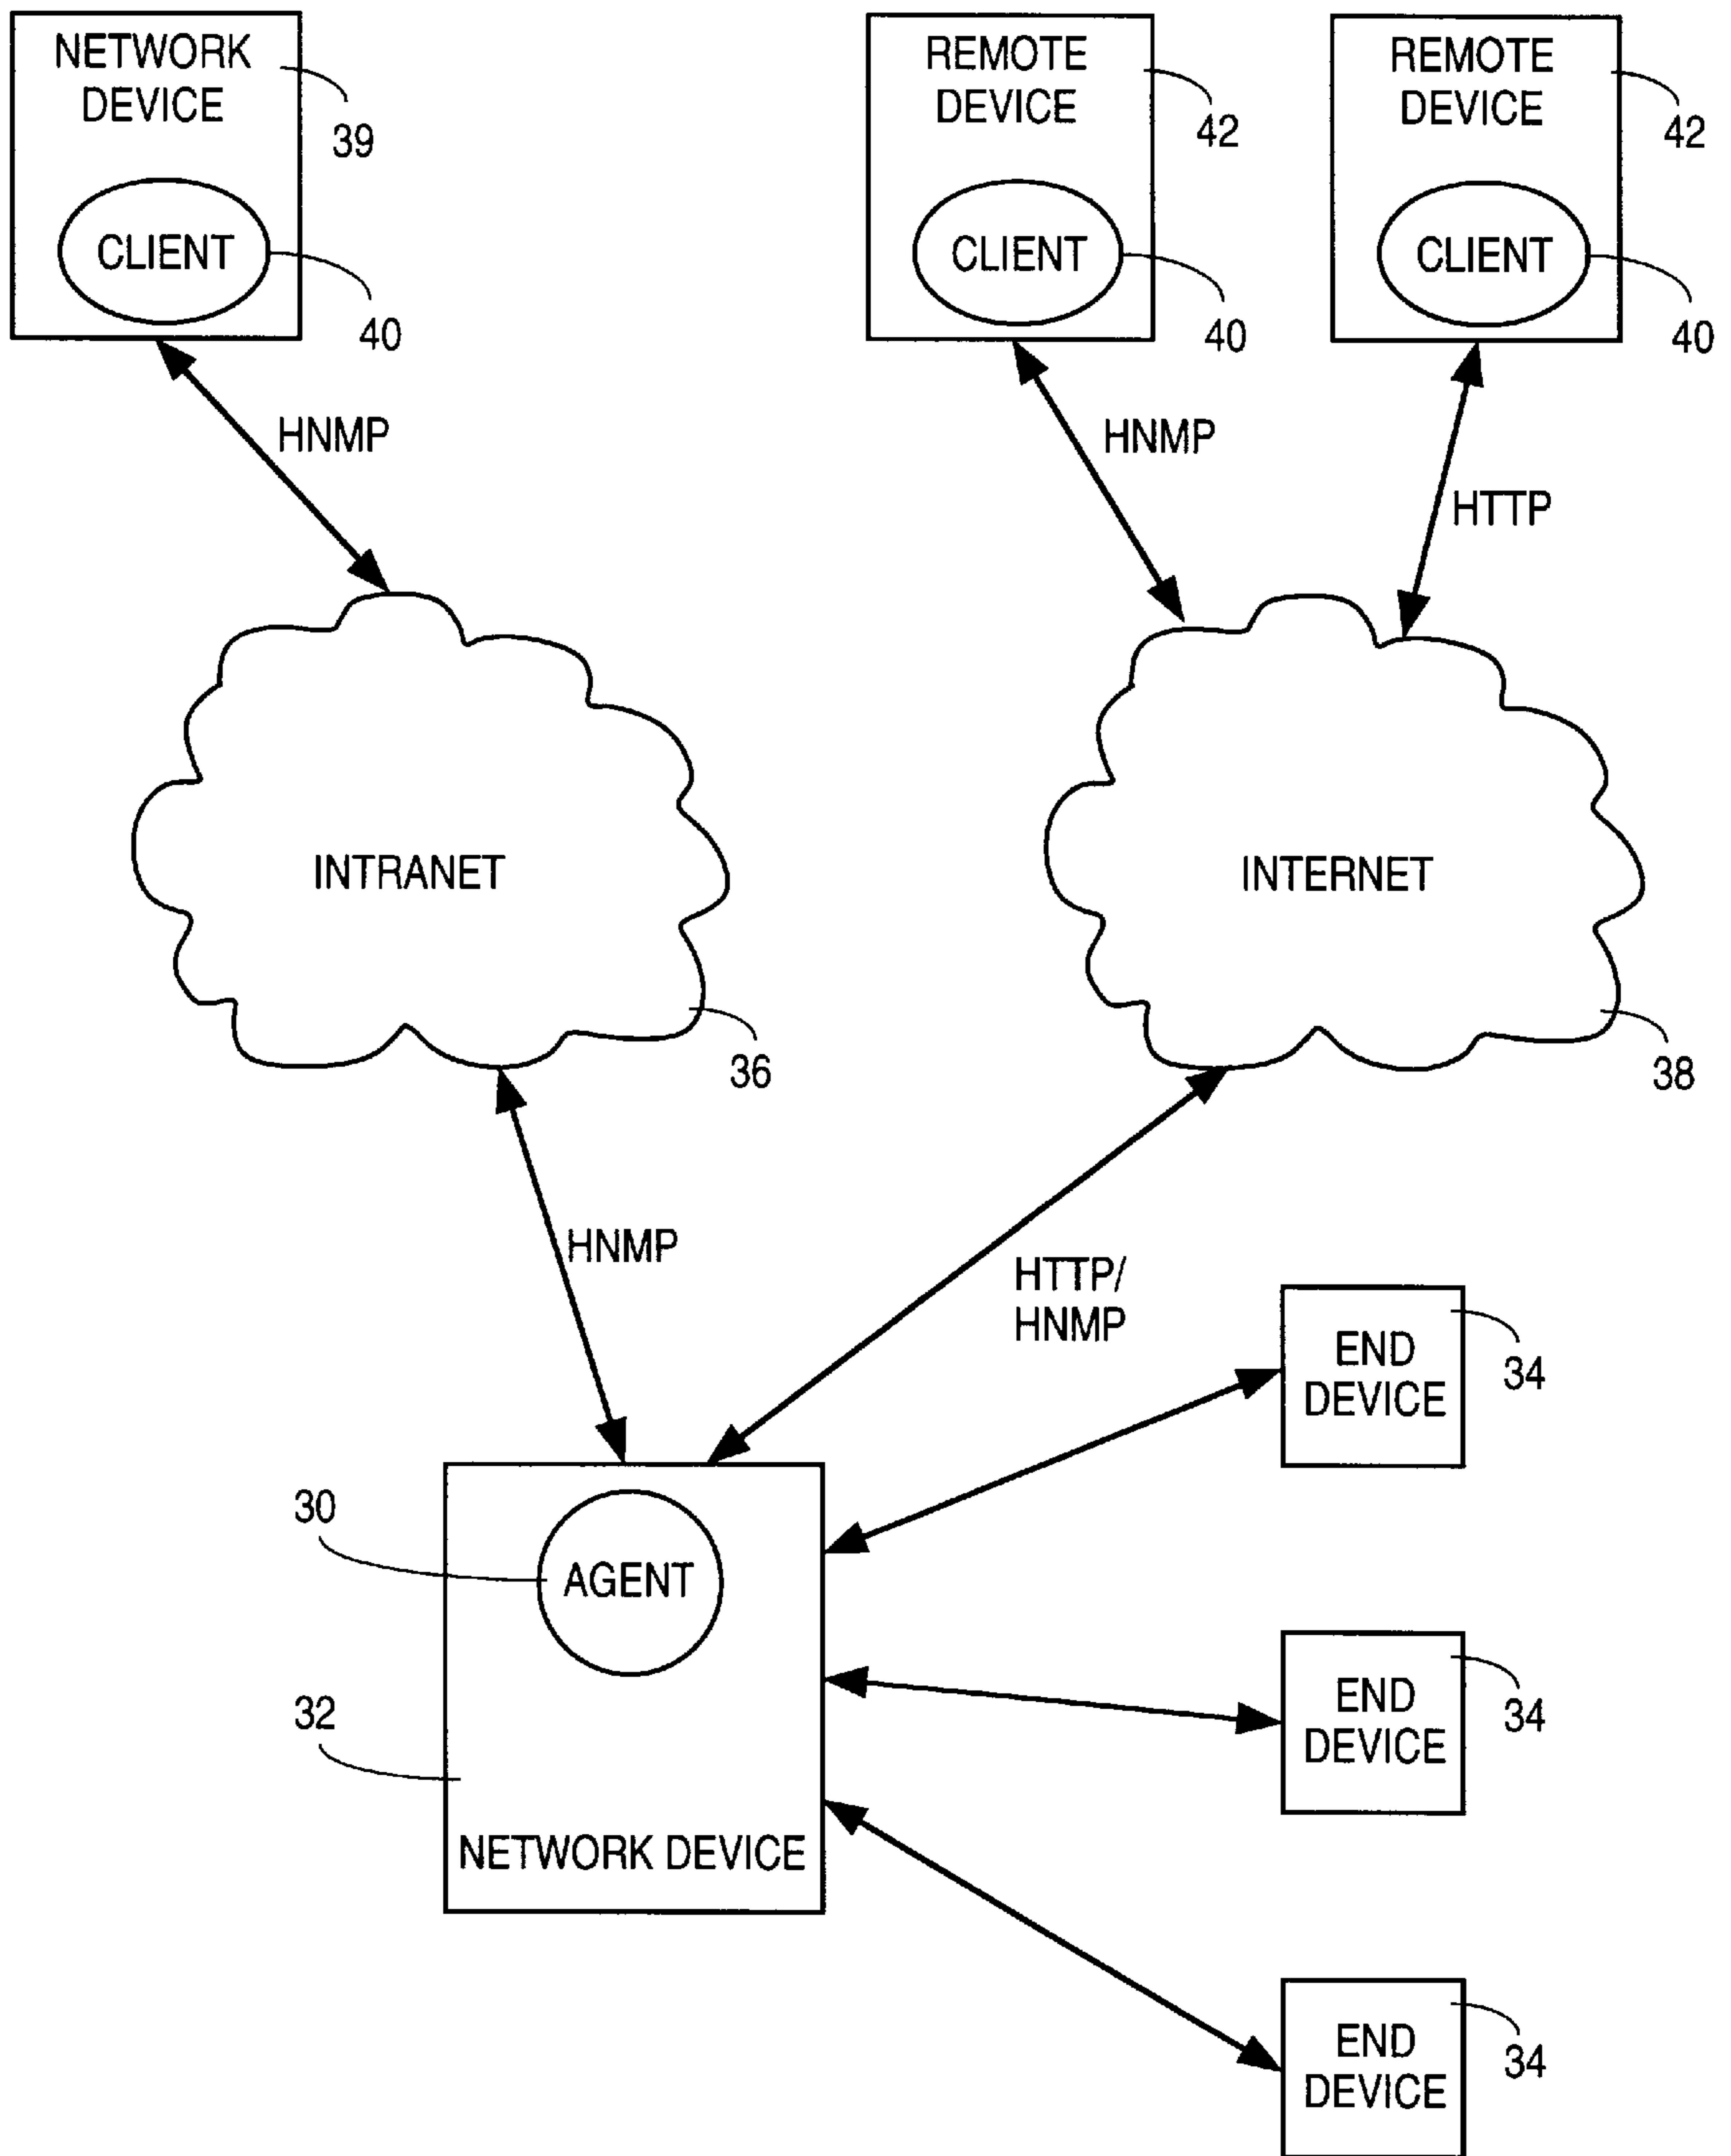 NETWORK
DEVICE
39
CLIENT
40
REMOTE
DEVICE
42
CLIENT
40
REMOTE
DEVICE
42
CLIENT
40
HNMP
HNMP
HTTP
INTRANET
36
INTERNET
38
HNMP
HTTP/
HNMP
END
DEVICE
34
30
AGENT
32
NETWORK DEVICE
END
DEVICE
34
END
DEVICE
34